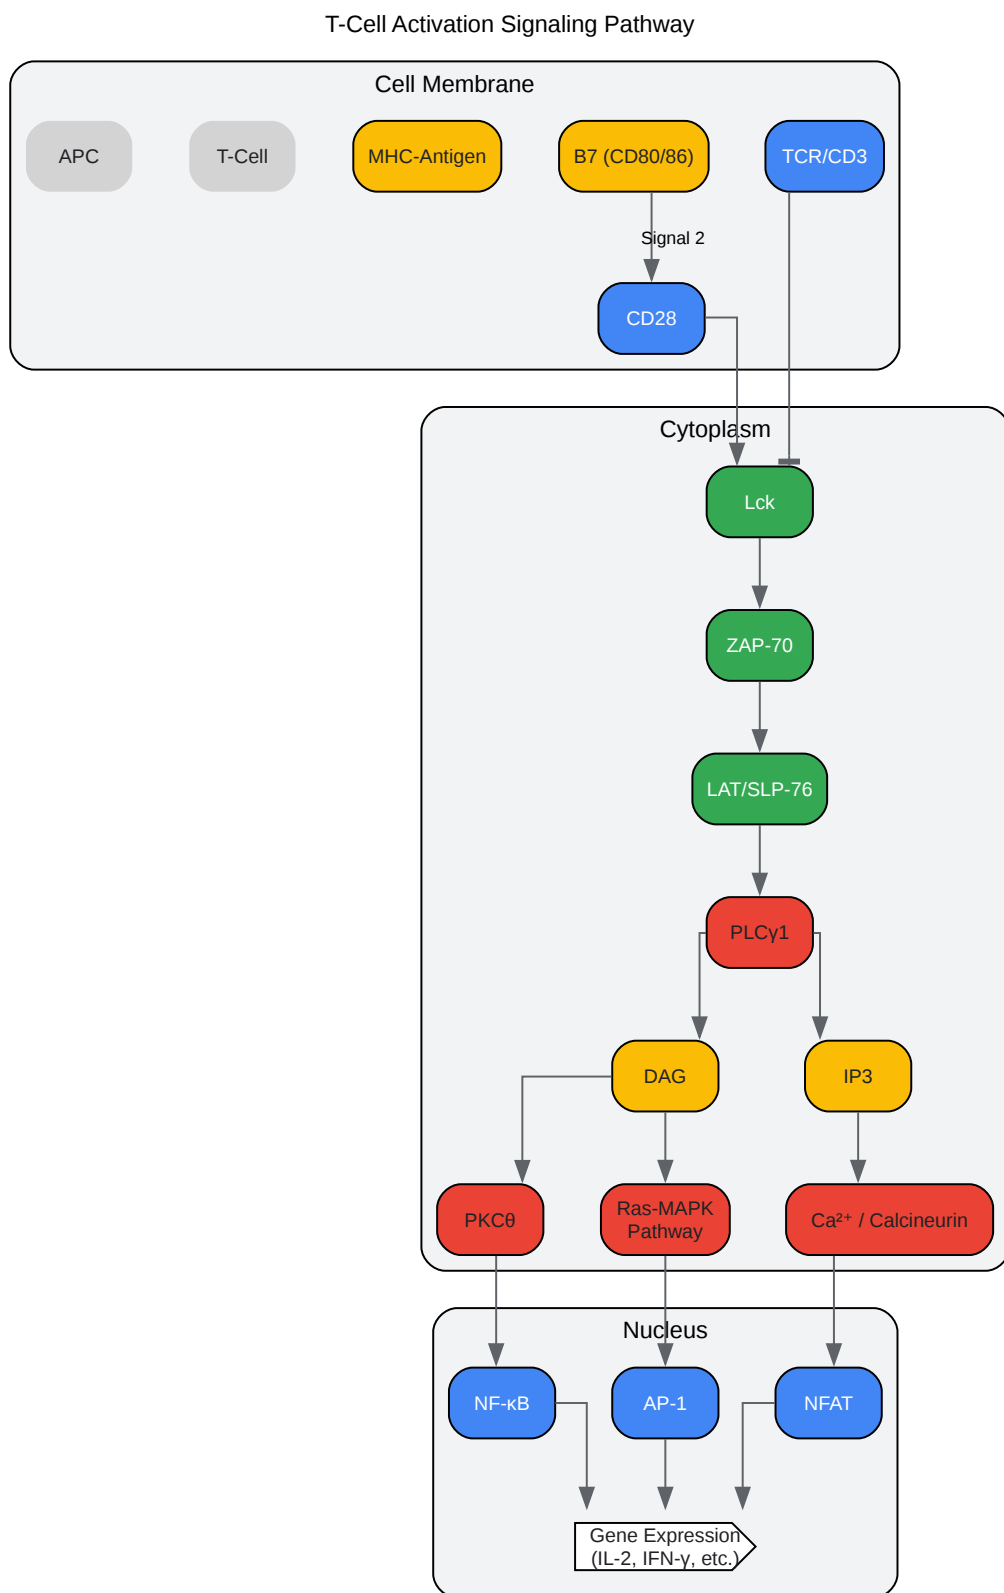 T-Cell Activation Signaling Pathway
Cell Membrane
APC
T-Cell
MHC-Antigen
B7 (CD80/86)
TCR/CD3
Signal 2
CD28
Cytoplasm
Lck
ZAP-70
LAT/SLP-76
PLCγ1
DAG
IP3
PKCθ
Ras-MAPK
Pathway
Ca²⁺ / Calcineurin
Nucleus
NF-κB
AP-1
NFAT
Gene Expression
(IL-2, IFN-γ, etc.)